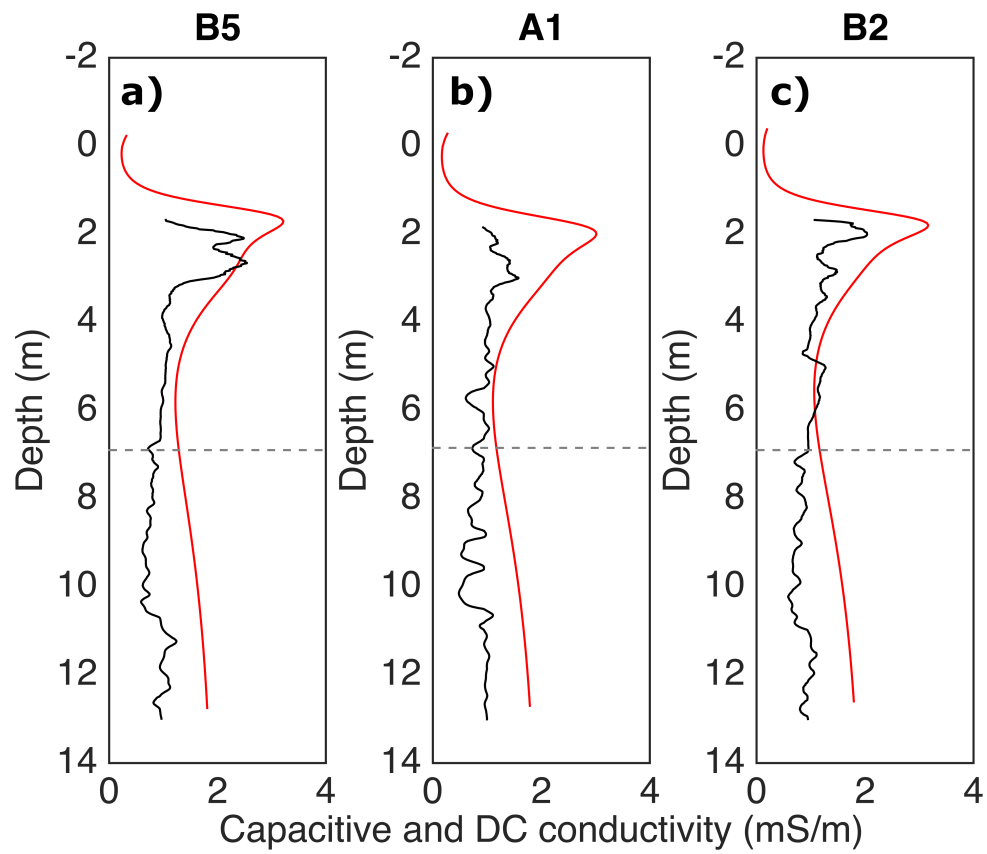 B5 A1 B2
a) b) c)
-2 -2 -2
0 0 0
2 2 2
4 4 4
6 6 6
8 8 8
10 10 10
12 12 12
14 14 14
Depth (m) Depth (m) Depth (m)
0 2 4 0 2 4 0 2 4
Capacitive and DC conductivity (mS/m)